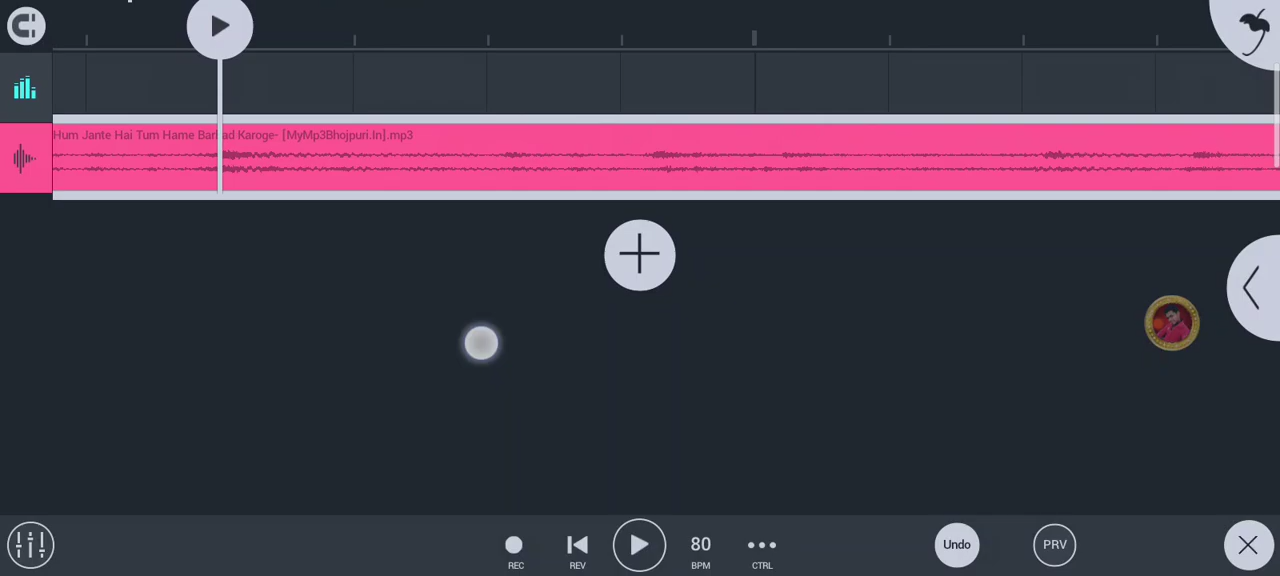 Hum Jante Hai Tum Hame Barbad Karoge- [MyMp3Bhojpuri.In].mp3
80
Undo
PRV
REC
REV
BPM
CTRL